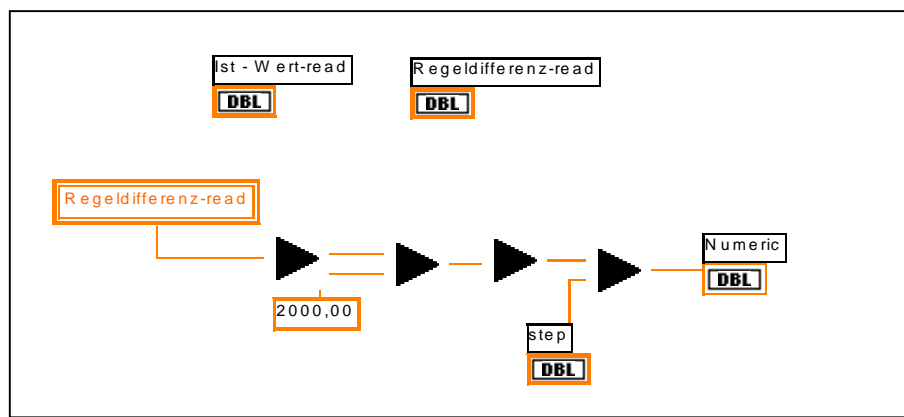 Ist - Wert-read
Regeldifferenz-read
DBL
DBL
Regeldifferenz-read
Numeric
DBL
2000,00
step
DBL